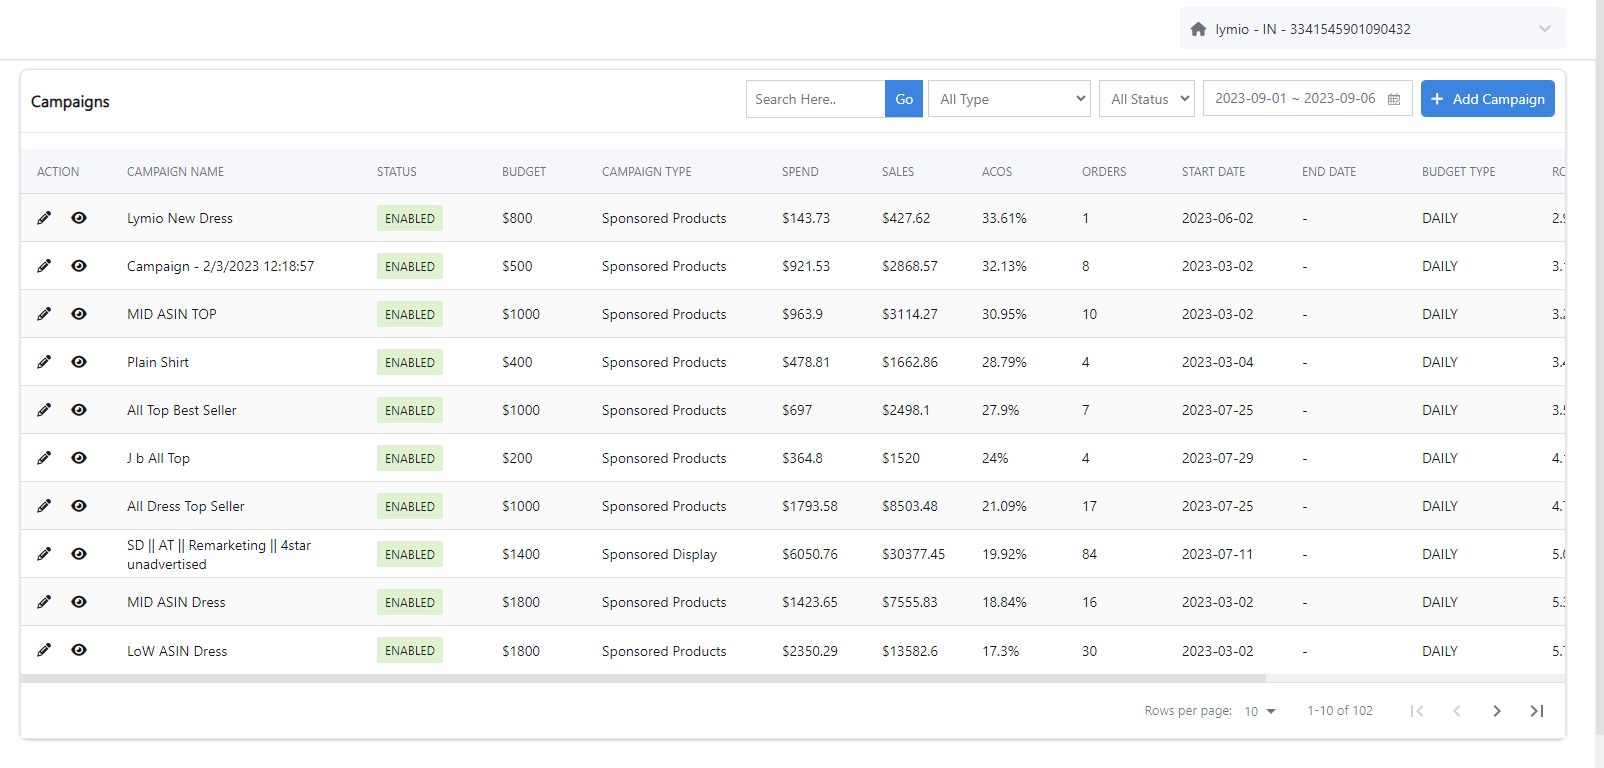 lymio - IN - 3341545901090432
Campaigns
Search Here.. Go All Type All Status 2023-09-01 ~ 2023-09-06 + Add Campaign
ACTION CAMPAIGN NAME STATUS BUDGET CAMPAIGN TYPE SPEND SALES ACOS ORDERS START DATE END DATE BUDGET TYPE
Lymio New Dress ENABLED $800 Sponsored Products $143.73 $427.62 33.61% 1 2023-06-02 - DAILY
Campaign - 2/3/2023 12:18:57 ENABLED $500 Sponsored Products $921.53 $2868.57 32.13% 8 2023-03-02 - DAILY
MID ASIN TOP ENABLED $1000 Sponsored Products $963.9 $3114.27 30.95% 10 2023-03-02 - DAILY
Plain Shirt ENABLED $400 Sponsored Products $478.81 $1662.86 28.79% 4 2023-03-04 - DAILY
All Top Best Seller ENABLED $1000 Sponsored Products $697 $2498.1 27.9% 7 2023-07-25 - DAILY
J b All Top ENABLED $200 Sponsored Products $364.8 $1520 24% 4 2023-07-29 - DAILY
All Dress Top Seller ENABLED $1000 Sponsored Products $1793.58 $8503.48 21.09% 17 2023-07-25 - DAILY
SD || AT || Remarketing || 4star
unadvertised ENABLED $1400 Sponsored Display $6050.76 $30377.45 19.92% 84 2023-07-11 - DAILY
MID ASIN Dress ENABLED $1800 Sponsored Products $1423.65 $7555.83 18.84% 16 2023-03-02 - DAILY
LoW ASIN Dress ENABLED $1800 Sponsored Products $2350.29 $13582.6 17.3% 30 2023-03-02 - DAILY
Rows per page: 10 1-10 of 102